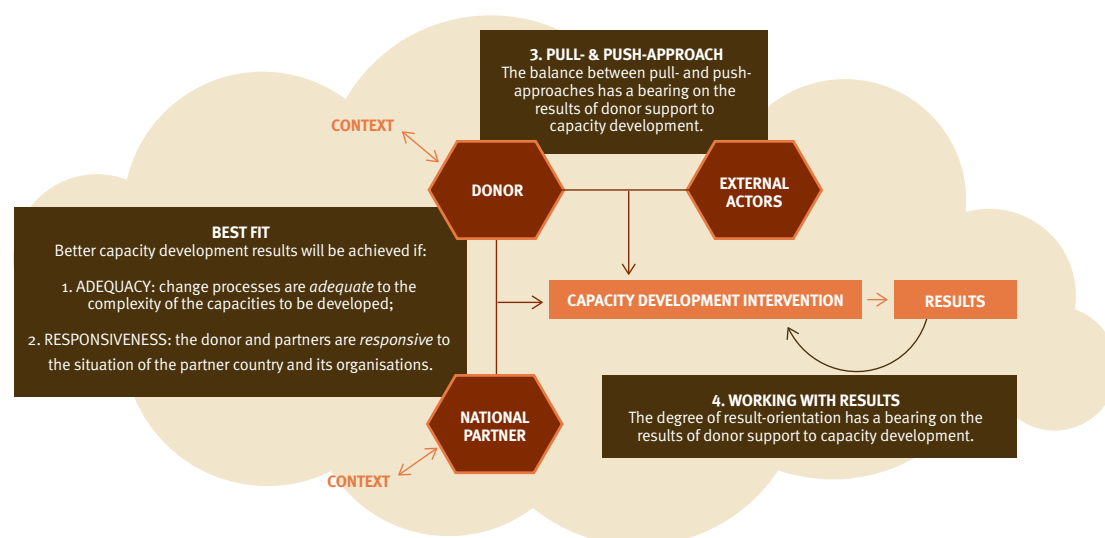 3. PULL- & PUSH-APPROACH
The balance between pull- and push-
approaches has a bearing on the
results of donor support to
capacity development.
CONTEXT
DONOR
EXTERNAL
ACTORS
BEST FIT
Better capacity development results will be achieved if:
1. ADEQUACY: change processes are adequate to the
complexity of the capacities to be developed;
2. RESPONSIVENESS: the donor and partners are responsive to
the situation of the partner country and its organisations.
CAPACITY DEVELOPMENT INTERVENTION
RESULTS
NATIONAL
PARTNER
CONTEXT
4. WORKING WITH RESULTS
The degree of result-orientation has a bearing on the
results of donor support to capacity development.